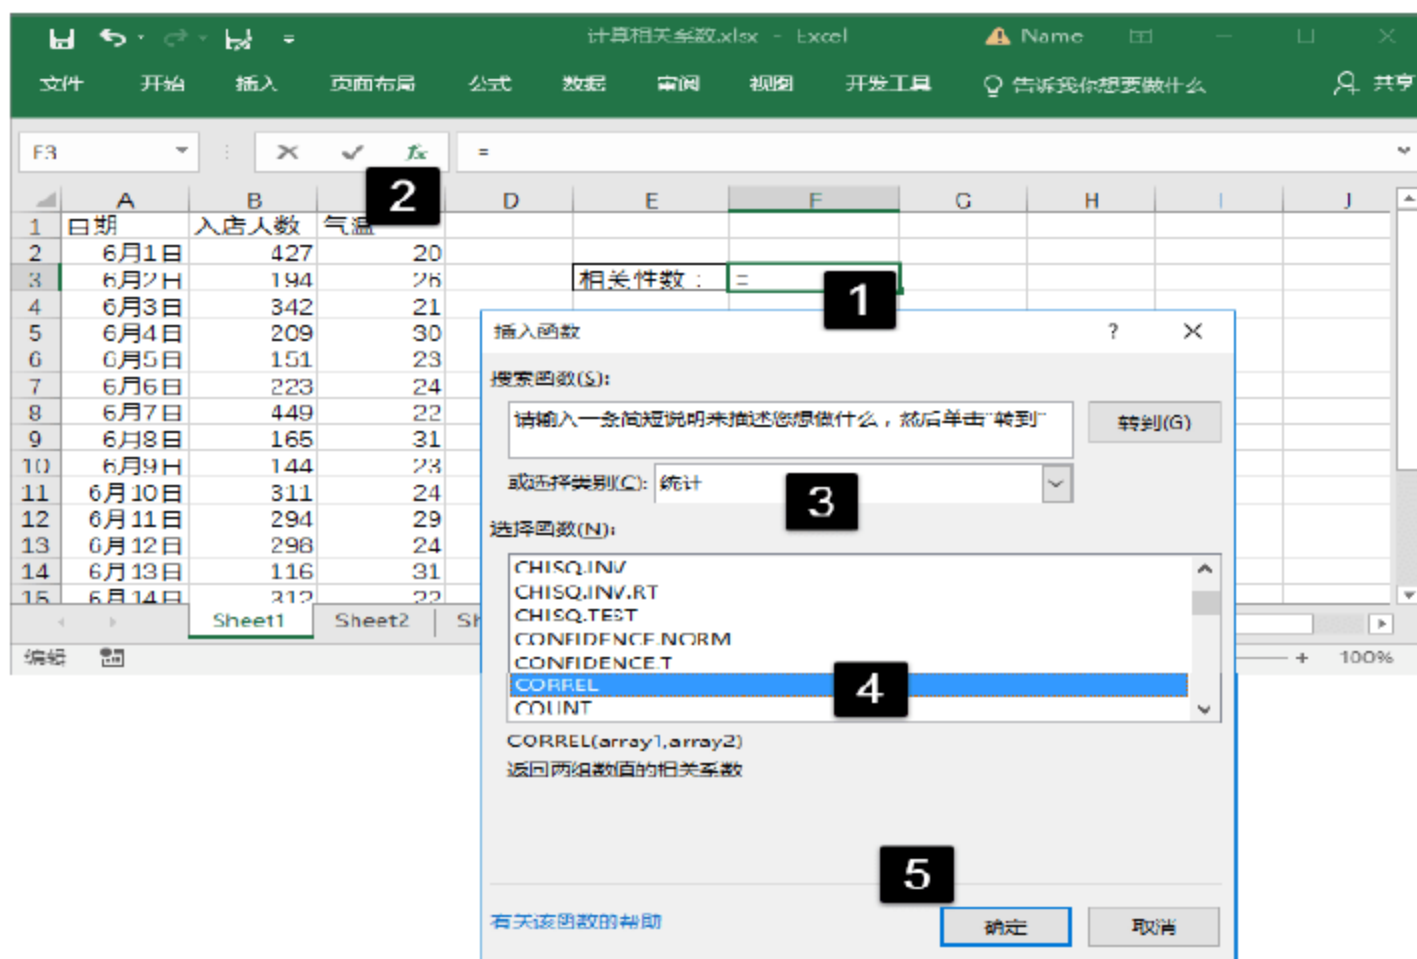 计算相关系数.xlsx - Excel
Name
文件 开始 插入 页面布局 公式 数据 审阅 视图 开发工具 告诉我你想要做什么 共享
F3 fx =
2
A B D E F G H I J
1 日期 入店人数 气温
2 6月1日 427 20
3 6月2日 194 26 相关性数： =
1
4 6月3日 342 21
5 6月4日 209 30
6 6月5日 151 23
7 6月6日 223 24
8 6月7日 449 22
9 6月8日 165 31
10 6月9日 144 23
11 6月10日 311 24
12 6月11日 294 29
13 6月12日 298 24
14 6月13日 116 31
15 6月14日 312 22
Sheet1 Sheet2 Sh
编辑 100%
插入函数 ?
搜索函数(S):
请输入一条简短说明来描述您想做什么，然后单击"转到"
转到(G)
或选择类别(C): 统计
3
选择函数(N):
CHISQ.INV
CHISQ.INV.RT
CHISQ.TEST
CONFIDENCE.NORM
CONFIDENCE.T
CORREL
4
COUNT
CORREL(array1,array2)
返回两组数值的相关系数
5
有关该函数的帮助 确定 取消